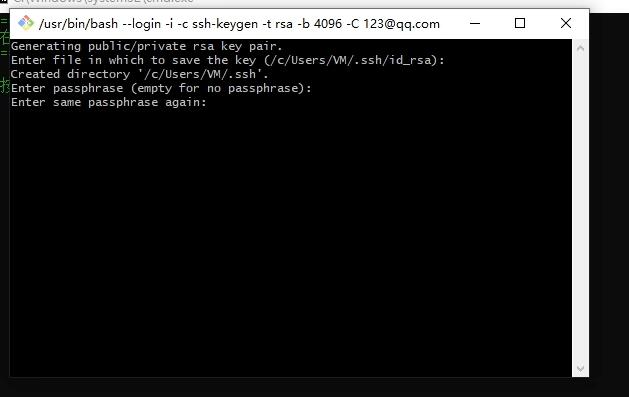 /usr/bin/bash --login -i -c ssh-keygen -t rsa -b 4096 -C 123@qq.com
Generating public/private rsa key pair.
Enter file in which to save the key (/c/Users/VM/.ssh/id_rsa):
Created directory '/c/Users/VM/.ssh'.
Enter passphrase (empty for no passphrase):
Enter same passphrase again: